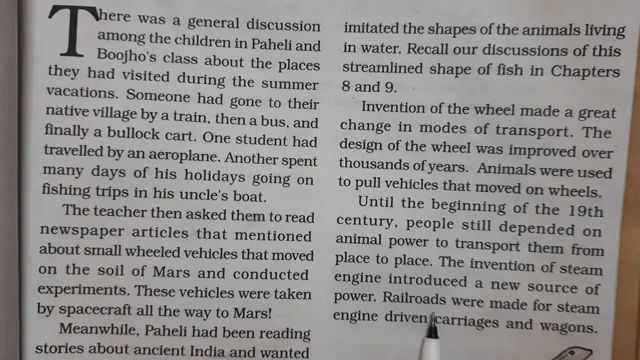 There was a general discussion
among the children in Paheli and
Boojho's class about the places
they had visited during the summer
vacations. Someone had gone to their
native village by a train, then a bus, and
finally a bullock cart. One student had
travelled by an aeroplane. Another spent
many days of his holidays going on
fishing trips in his uncle's boat.
The teacher then asked them to read
newspaper articles that mentioned
about small wheeled vehicles that moved
on the soil of Mars and conducted
experiments. These vehicles were taken
by spacecraft all the way to Mars!
Meanwhile, Paheli had been reading
stories about ancient India and wanted
imitated the shapes of the animals living
in water. Recall our discussions of this
streamlined shape of fish in Chapters
8 and 9.
Invention of the wheel made a great
change in modes of transport. The
design of the wheel was improved over
thousands of years. Animals were used
to pull vehicles that moved on wheels.
Until the beginning of the 19th
century, people still depended on
animal power to transport them from
place to place. The invention of steam
engine introduced a new source of
power. Railroads were made for steam
engine driven carriages and wagons.